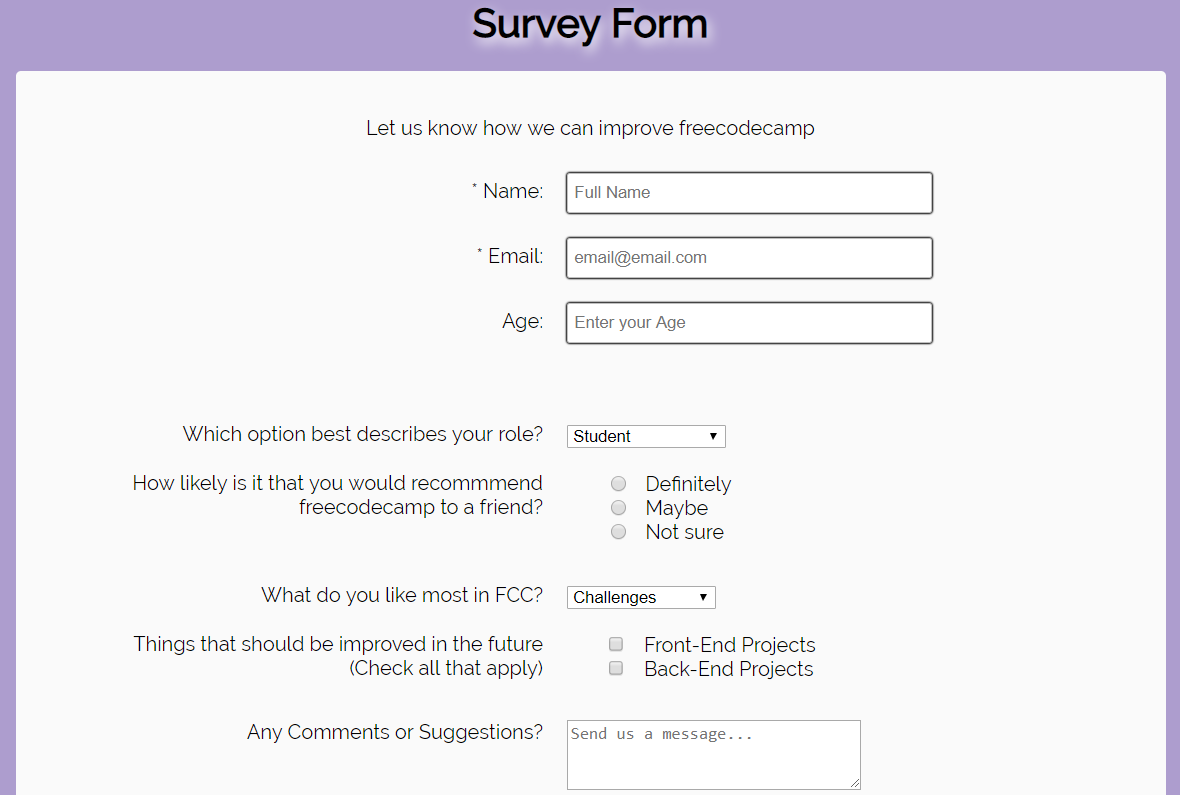 Survey Form
Let us know how we can improve freecodecamp
* Name:
Full Name
* Email:
email@email.com
Age:
Enter your Age
Which option best describes your role?
Student
How likely is it that you would recommmend
freecodecamp to a friend?
Definitely
Maybe
Not sure
What do you like most in FCC?
Challenges
Things that should be improved in the future
(Check all that apply)
Front-End Projects
Back-End Projects
Any Comments or Suggestions?
Send us a message...